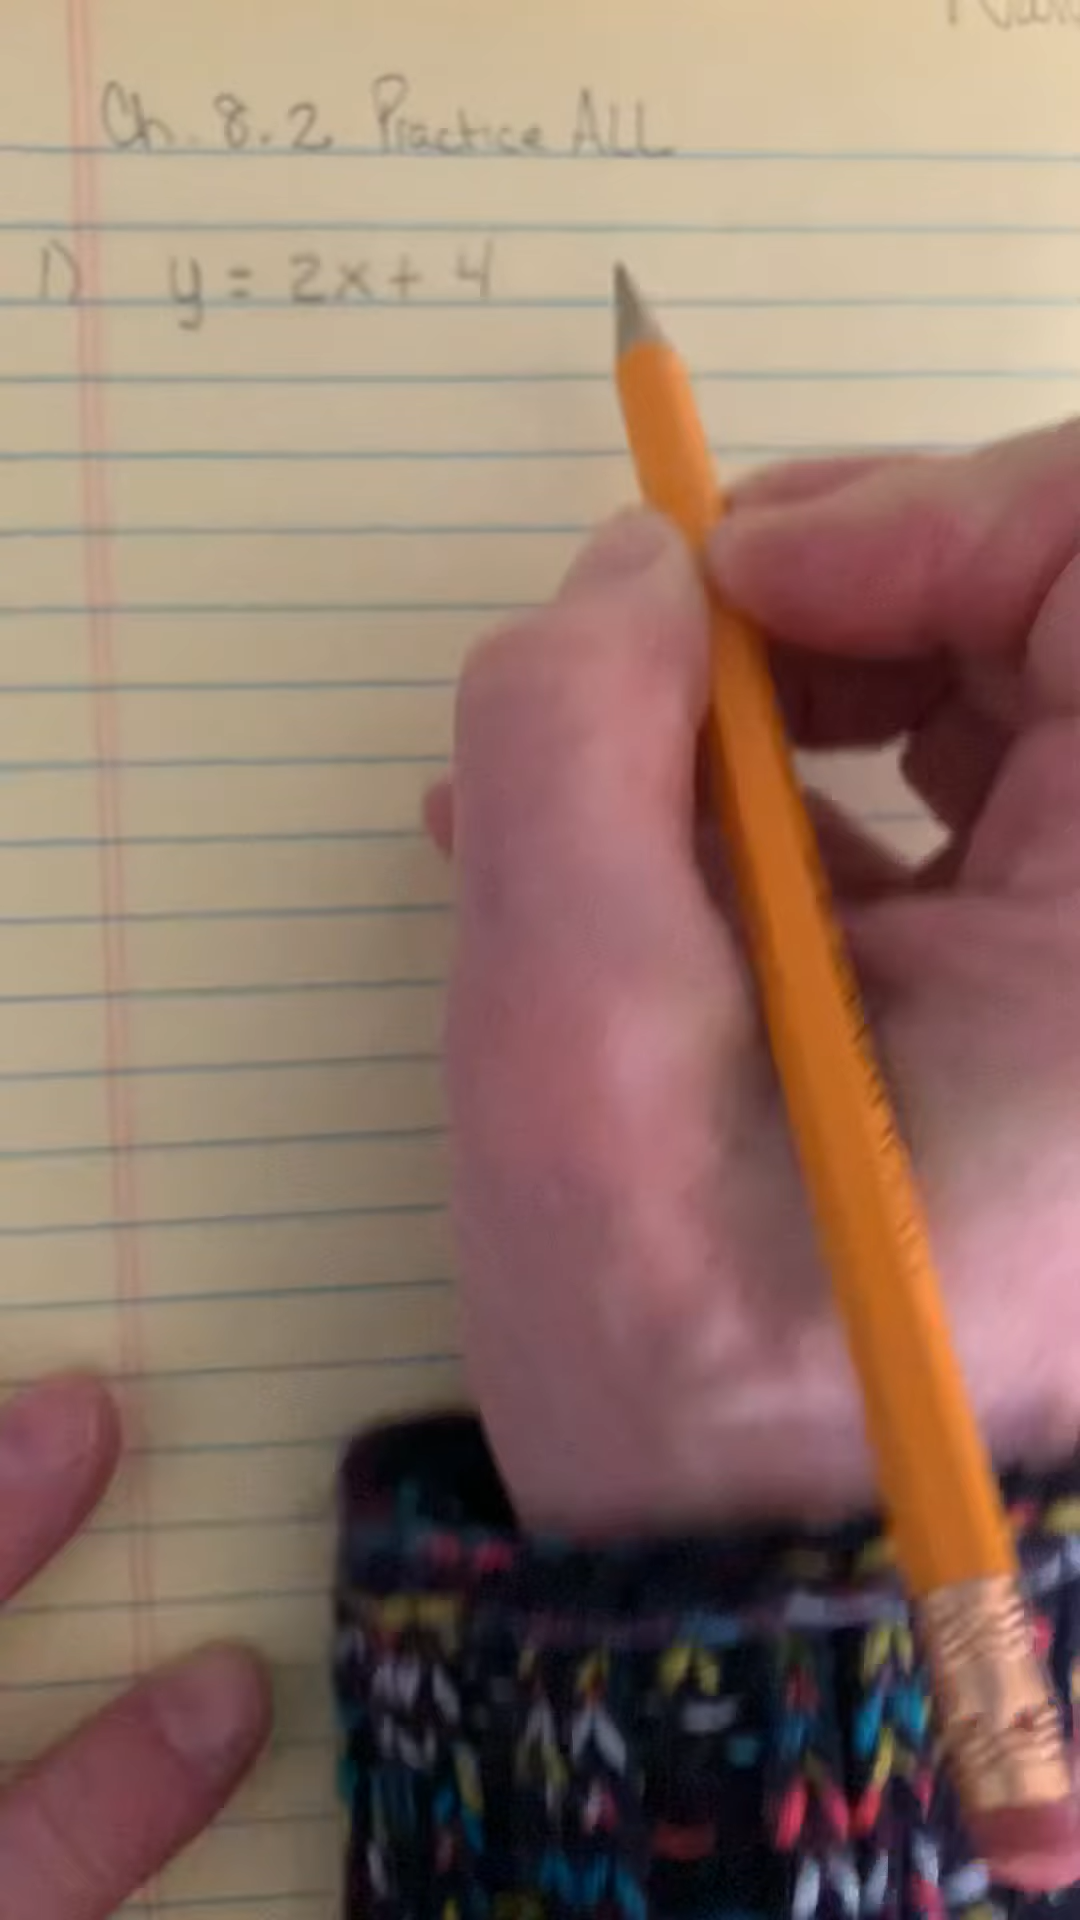 Ch. 8.2 Practice ALL
1) y = 2x + 4